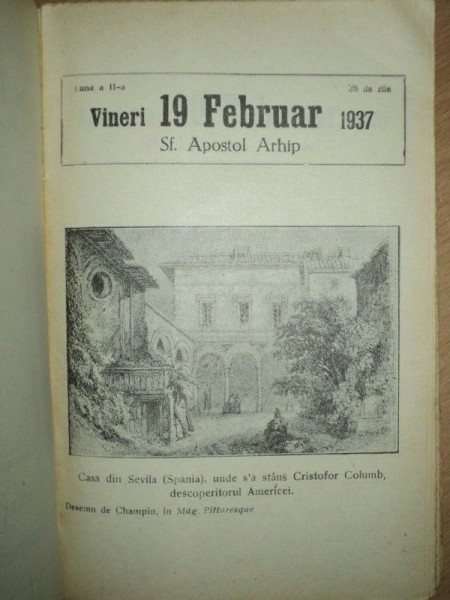 Luna a II-a 28 de zile
Vineri 19 Februar 1937
Sf. Apostol Arhip
Casa din Sevila (Spania), unde s'a stâns Cristofor Columb,
descoperitorul Americei.
Desemn de Champin, in Mag. Pittoresque